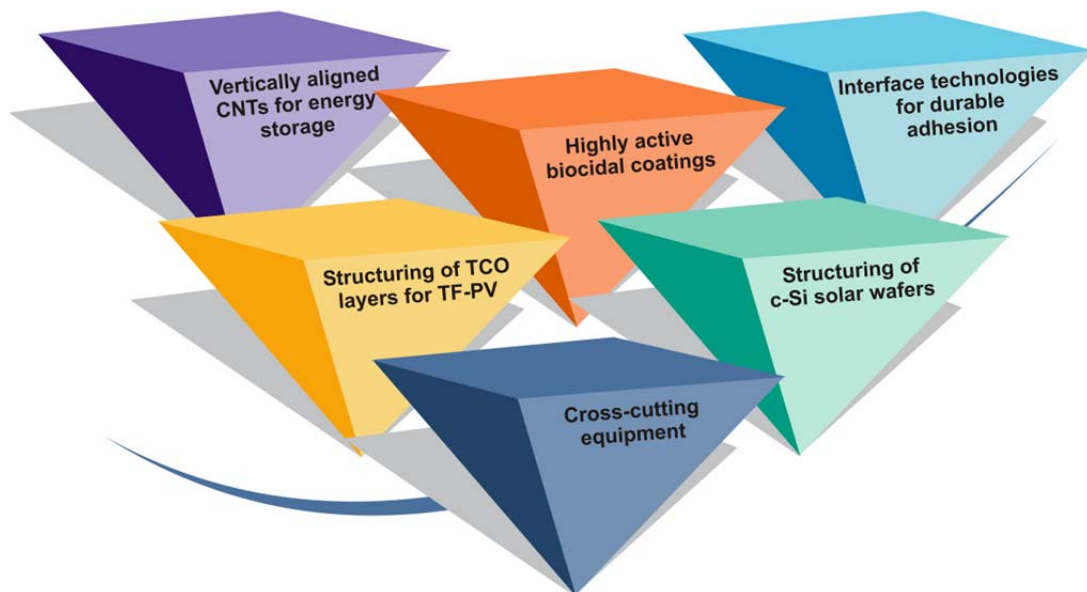 Vertically aligned
CNTs for energy
storage
Highly active
biocidal coatings
Interface technologies
for durable
adhesion
Structuring of TCO
layers for TF-PV
Structuring of
c-Si solar wafers
Cross-cutting
equipment